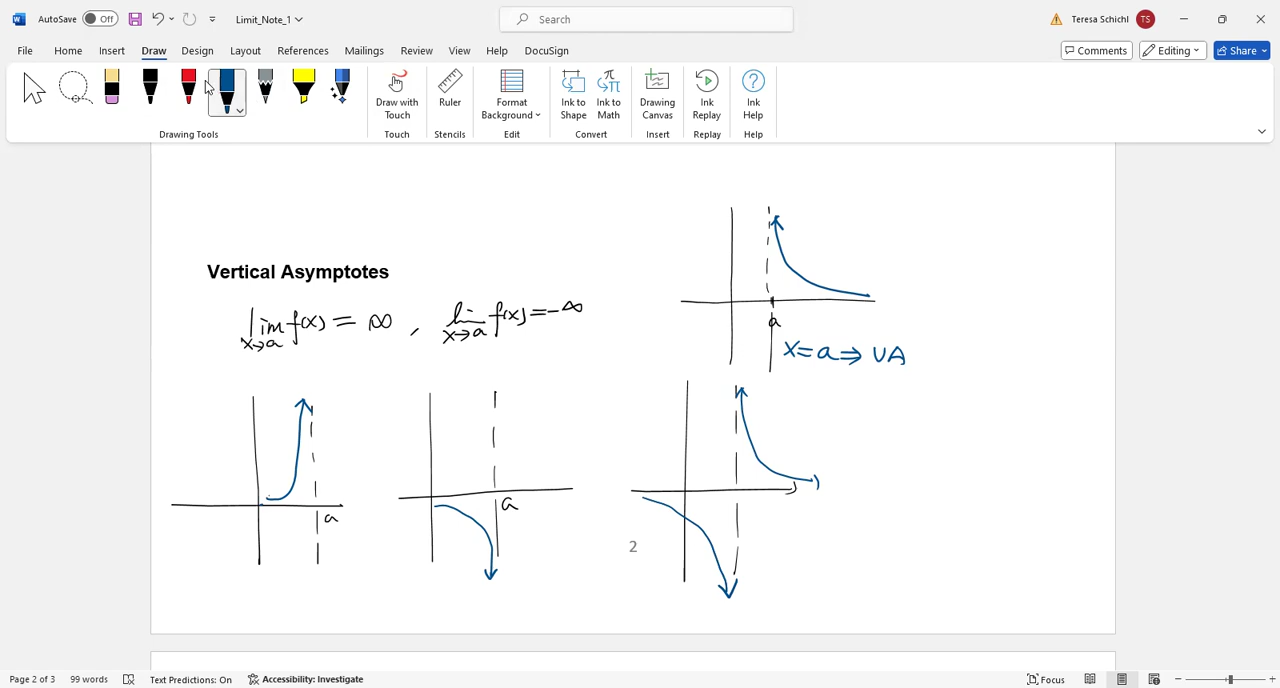 AutoSave Off Limit_Note_1 Search Teresa Schichl TS
File Home Insert Draw Design Layout References Mailings Review View Help DocuSign Comments Editing Share
Draw with Touch Ruler Format Background Ink to Shape Ink to Math Drawing Canvas Ink Replay Ink Help
Drawing Tools Touch Stencils Edit Convert Insert Replay Help
Vertical Asymptotes
lim x→a f(x) = ∞ , lim x→a f(x) = -∞
a
x = a ⇒ VA
a
a
2
Page 2 of 3 99 words Text Predictions: On Accessibility: Investigate Focus